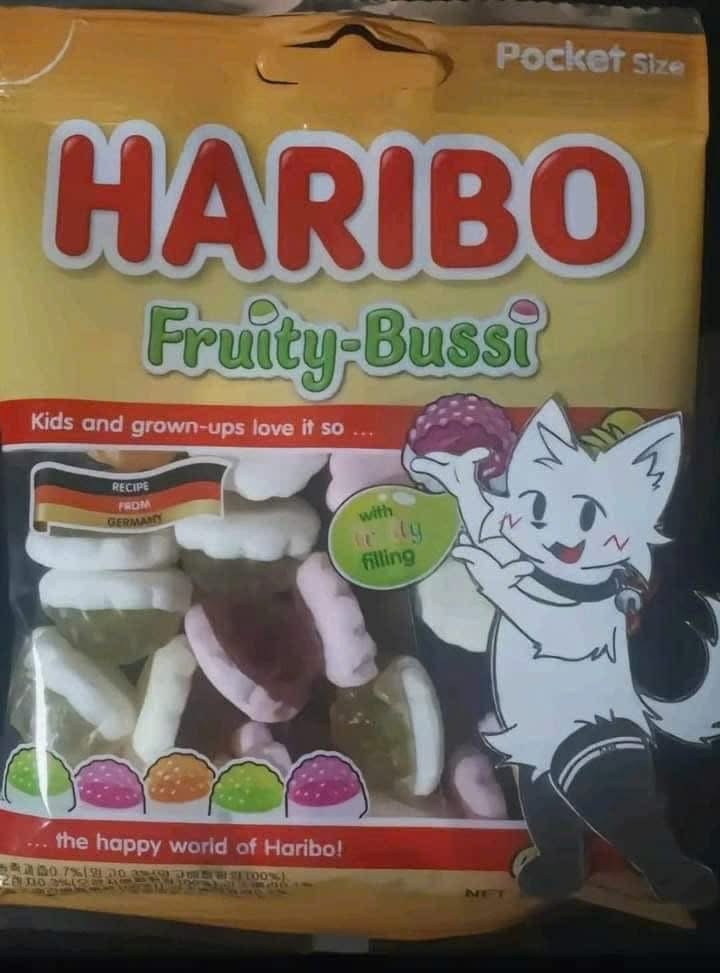 Pocket Size
HARIBO
Fruity-Bussi
Kids and grown-ups love it so ...
RECIPE
FROM
GERMANY
with
filling
... the happy world of Haribo!
NET